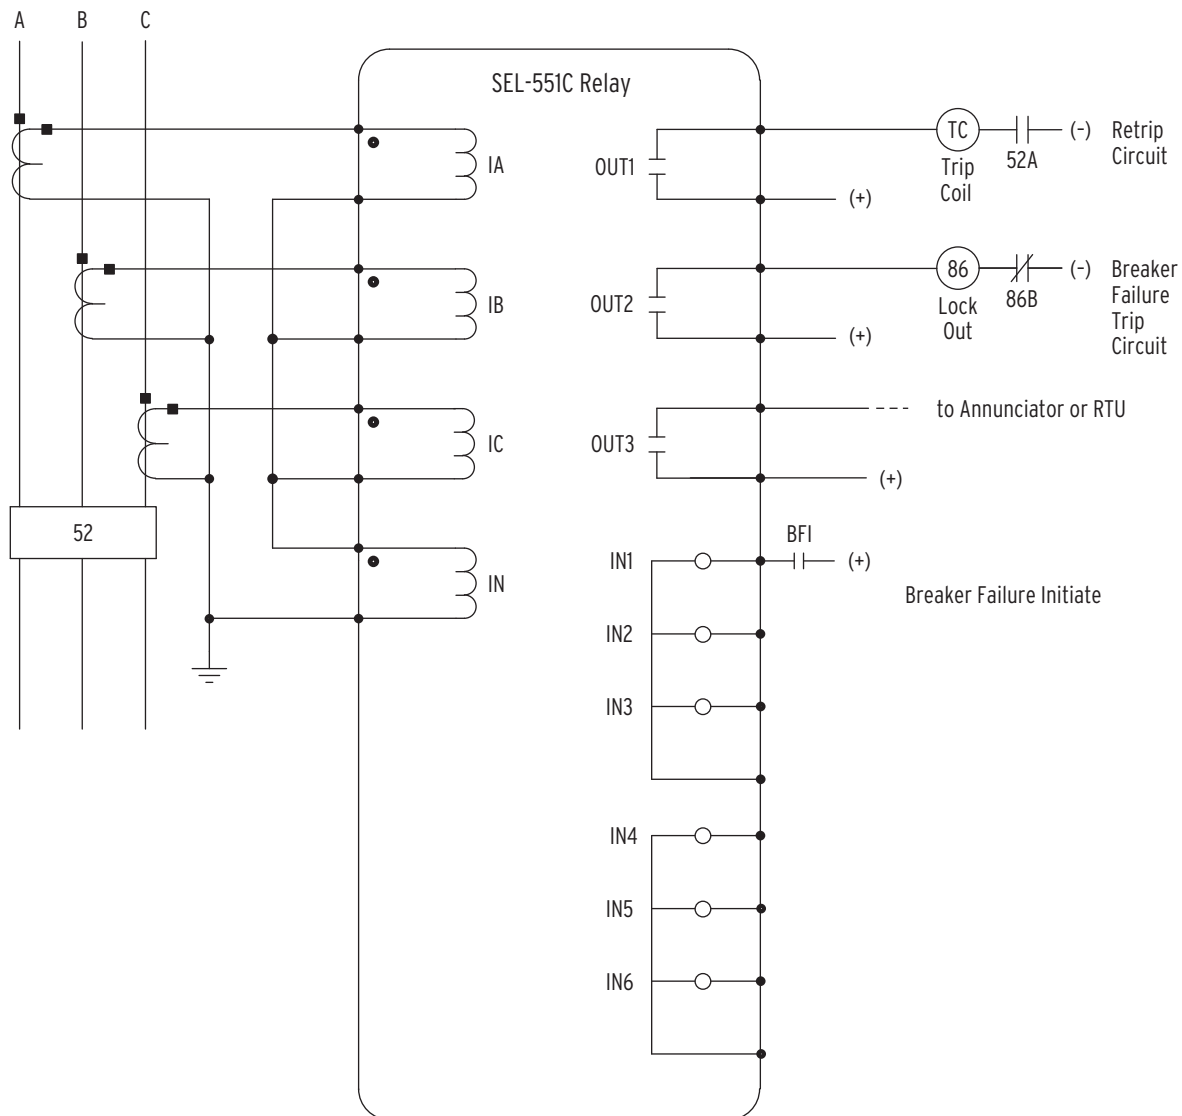 A B C
SEL-551C Relay
IA
OUT1
TC
Trip
Coil
52A
(–)
Retrip
Circuit
(+)
IB
OUT2
86
Lock
Out
86B
(–)
Breaker
Failure
Trip
Circuit
(+)
IC
OUT3
to Annunciator or RTU
(+)
52
IN
IN1
BFI
(+)
Breaker Failure Initiate
IN2
IN3
IN4
IN5
IN6